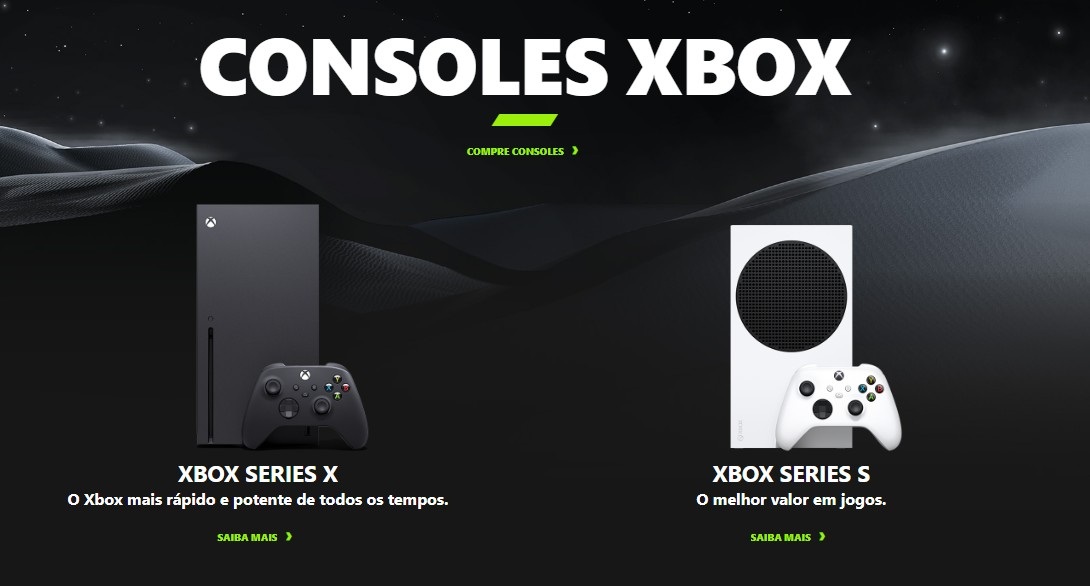 CONSOLES XBOX
COMPRE CONSOLES
XBOX SERIES X
O Xbox mais rápido e potente de todos os tempos.
SAIBA MAIS
XBOX SERIES S
O melhor valor em jogos.
SAIBA MAIS